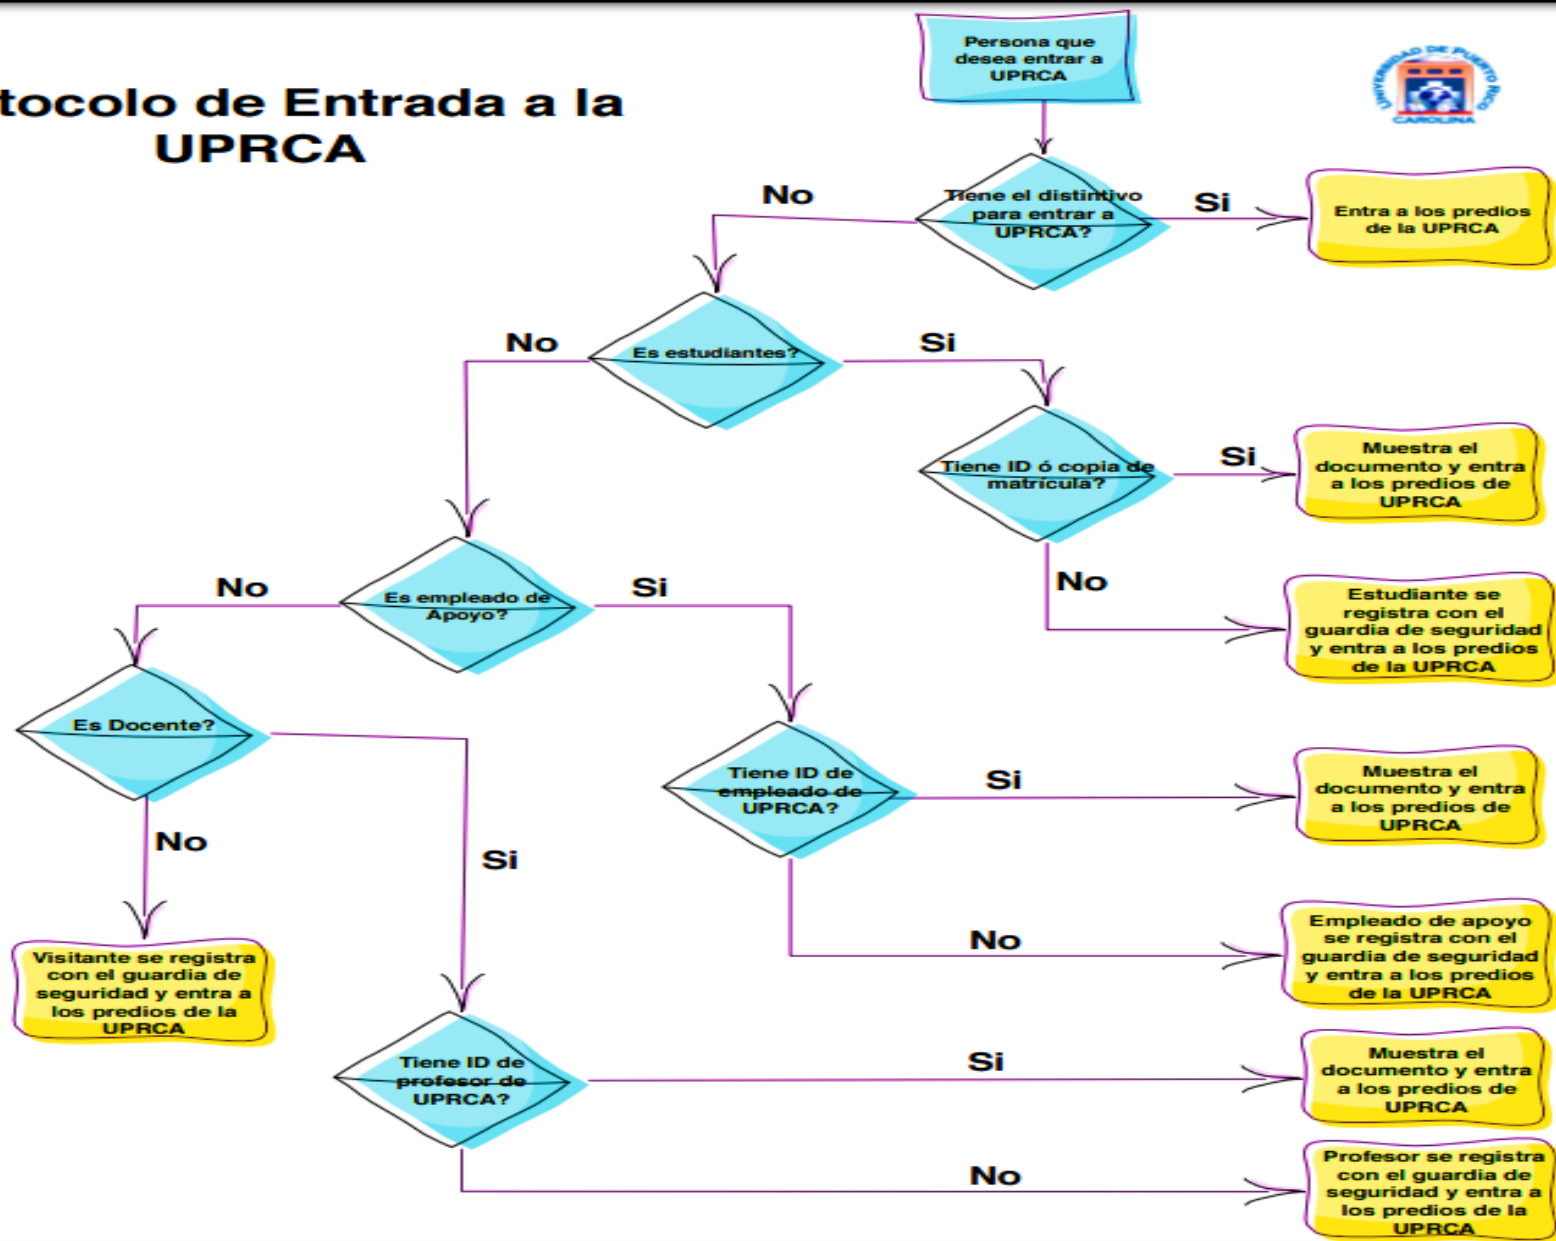 Persona que
desea entrar a
UPRCA
UNIVERSIDAD DE PUERTO RICO
CAROLINA
tocolo de Entrada a la
UPRCA
Tiene el distintivo
para entrar a
UPRCA?
No
Si
Entra a los predios
de la UPRCA
Es estudiantes?
No
Si
Tiene ID ó copia de
matrícula?
Si
Muestra el
documento y entra
a los predios de
UPRCA
No
Estudiante se
registra con el
guardia de seguridad
y entra a los predios
de la UPRCA
Es empleado de
Apoyo?
No
Si
Es Docente?
Tiene ID de
empleado de
UPRCA?
Si
Muestra el
documento y entra
a los predios de
UPRCA
No
Si
No
Empleado de apoyo
se registra con el
guardia de seguridad
y entra a los predios
de la UPRCA
Visitante se registra
con el guardia de
seguridad y entra a
los predios de la
UPRCA
Tiene ID de
profesor de
UPRCA?
Si
Muestra el
documento y entra
a los predios de
UPRCA
No
Profesor se registra
con el guardia de
seguridad y entra a
los predios de la
UPRCA